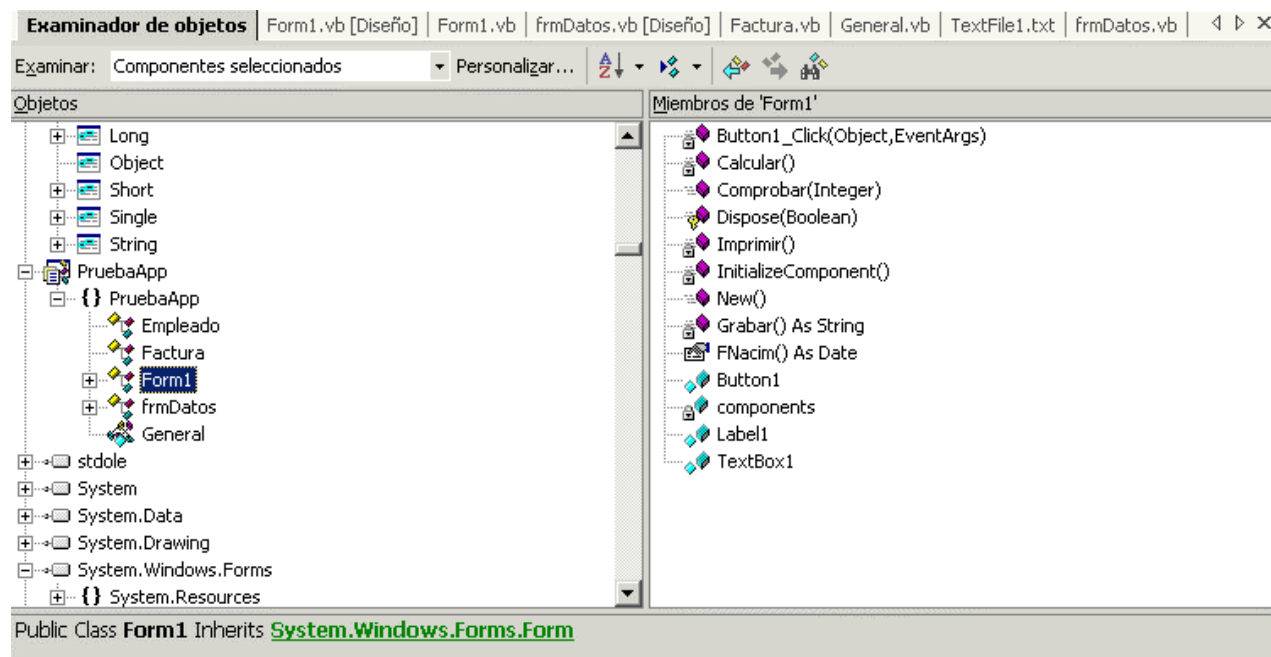 Examinador de objetos Form1.vb [Diseño] Form1.vb frmDatos.vb [Diseño] Factura.vb General.vb TextFile1.txt frmDatos.vb
Examinar: Componentes seleccionados Personalizar...
Objetos
Long
Object
Short
Single
String
PruebaApp
{} PruebaApp
Empleado
Factura
Form1
frmDatos
General
stdole
System
System.Data
System.Drawing
System.Windows.Forms
{} System.Resources
Miembros de 'Form1'
Button1_Click(Object,EventArgs)
Calcular()
Comprobar(Integer)
Dispose(Boolean)
Imprimir()
InitializeComponent()
New()
Grabar() As String
FNacim() As Date
Button1
components
Label1
TextBox1
Public Class Form1 Inherits System.Windows.Forms.Form